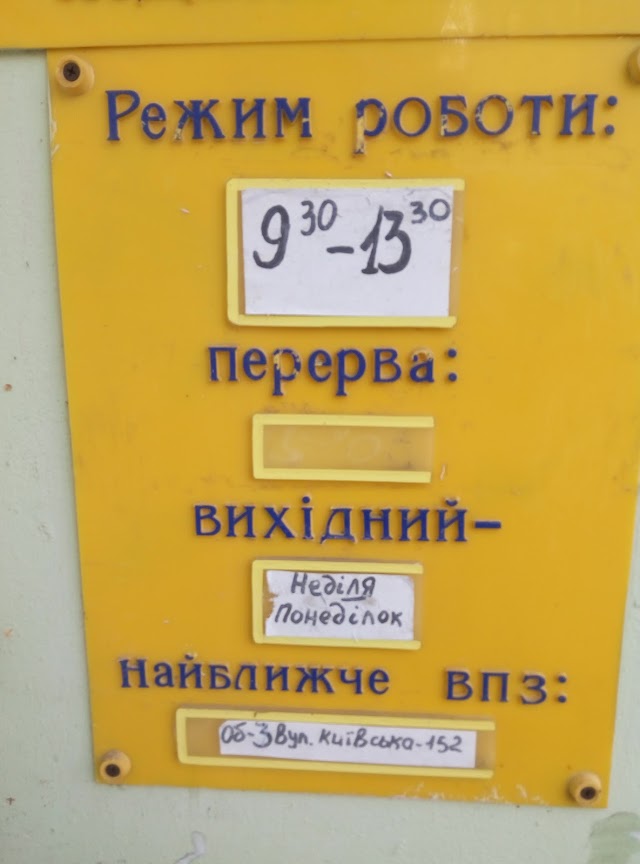 Режим роботи:
9³⁰-13³⁰
перерва:
вихідний-
Неділя
Понеділок
найближче ВПЗ:
Об-3 Вул. Київська-152